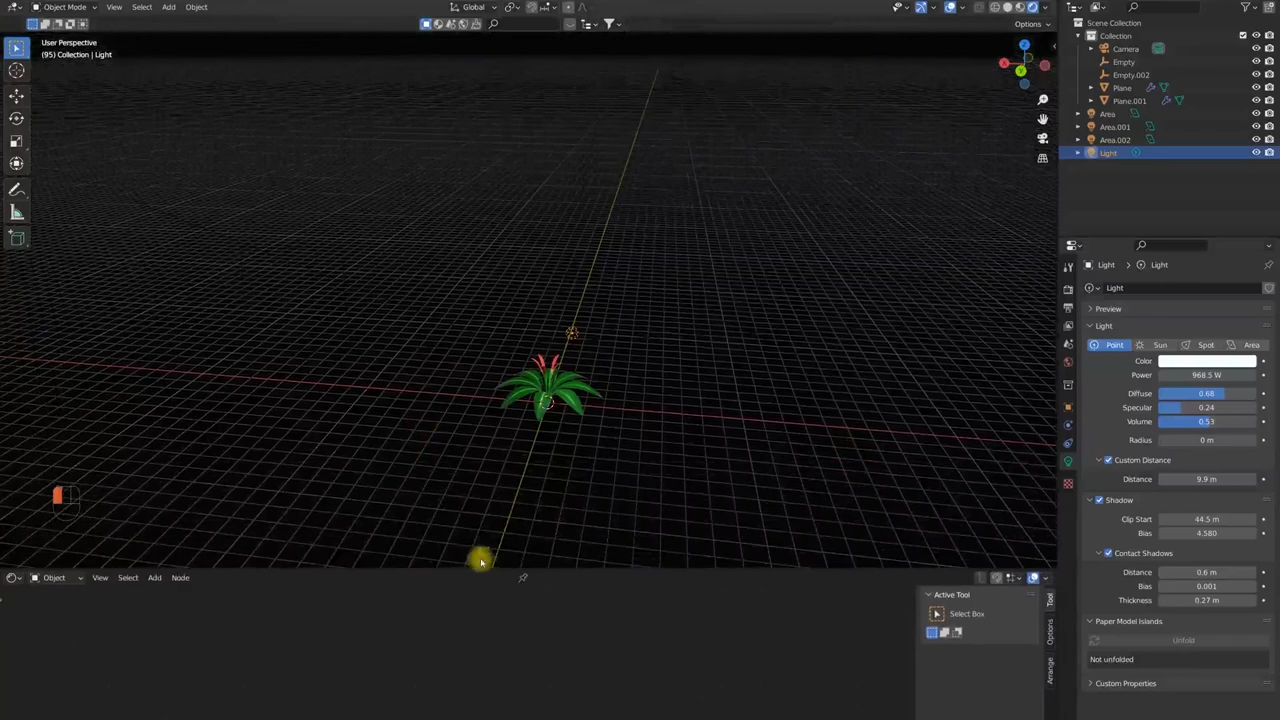 Object Mode View Select Add Object Global
Options
User Perspective
(95) Collection | Light
Z
X
Y
Scene Collection
Collection
Camera
Empty
Empty.002
Plane
Plane.001
Area
Area.001
Area.002
Light
Light > Light
Light
Preview
Light
Point Sun Spot Area
Color
Power 968.5 W
Diffuse 0.68
Specular 0.24
Volume 0.53
Radius 0 m
Custom Distance
Distance 9.9 m
Shadow
Clip Start 44.5 m
Bias 4.580
Contact Shadows
Distance 0.6 m
Bias 0.001
Thickness 0.27 m
Paper Model Islands
Unfold
Not unfolded
Custom Properties
Object View Select Add Node
Active Tool
Select Box
Tool
Options
Arrange